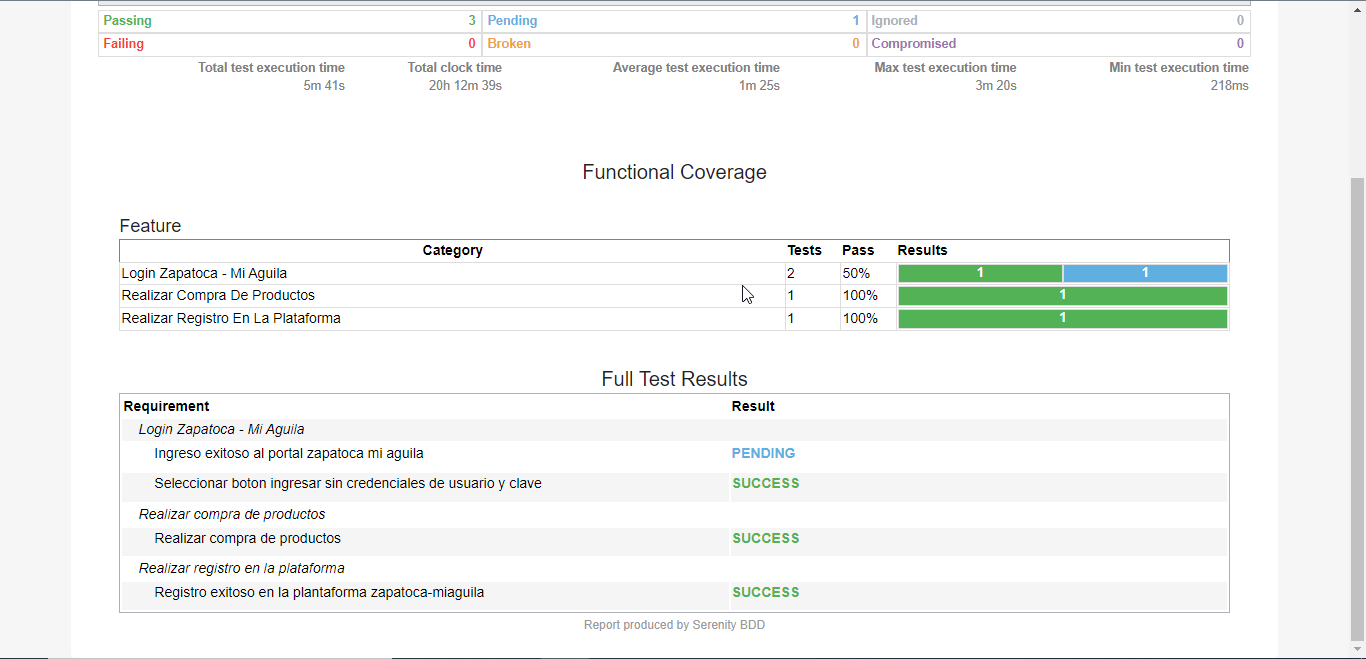 Passing 3 Pending 1 Ignored 0
Failing 0 Broken 0 Compromised 0
Total test execution time Total clock time Average test execution time Max test execution time Min test execution time
5m 41s 20h 12m 39s 1m 25s 3m 20s 218ms
Functional Coverage
Feature
Category Tests Pass Results
Login Zapatoca - Mi Aguila 2 50% 1 1
Realizar Compra De Productos 1 100% 1
Realizar Registro En La Plataforma 1 100% 1
Full Test Results
Requirement Result
Login Zapatoca - Mi Aguila
Ingreso exitoso al portal zapatoca mi aguila PENDING
Seleccionar boton ingresar sin credenciales de usuario y clave SUCCESS
Realizar compra de productos
Realizar compra de productos SUCCESS
Realizar registro en la plataforma
Registro exitoso en la plantaforma zapatoca-miaguila SUCCESS
Report produced by Serenity BDD